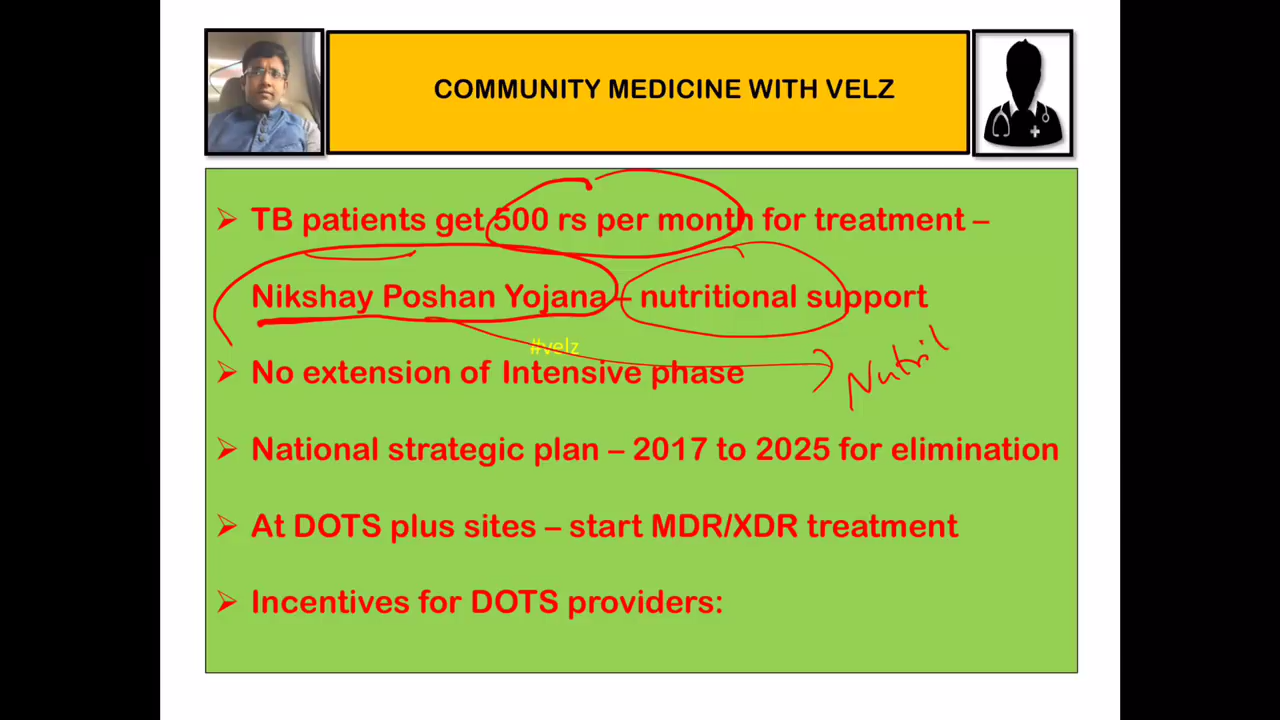 COMMUNITY MEDICINE WITH VELZ
TB patients get 500 rs per month for treatment –
Nikshay Poshan Yojana – nutritional support
#velz
No extension of Intensive phase
Nutri
National strategic plan – 2017 to 2025 for elimination
At DOTS plus sites – start MDR/XDR treatment
Incentives for DOTS providers: